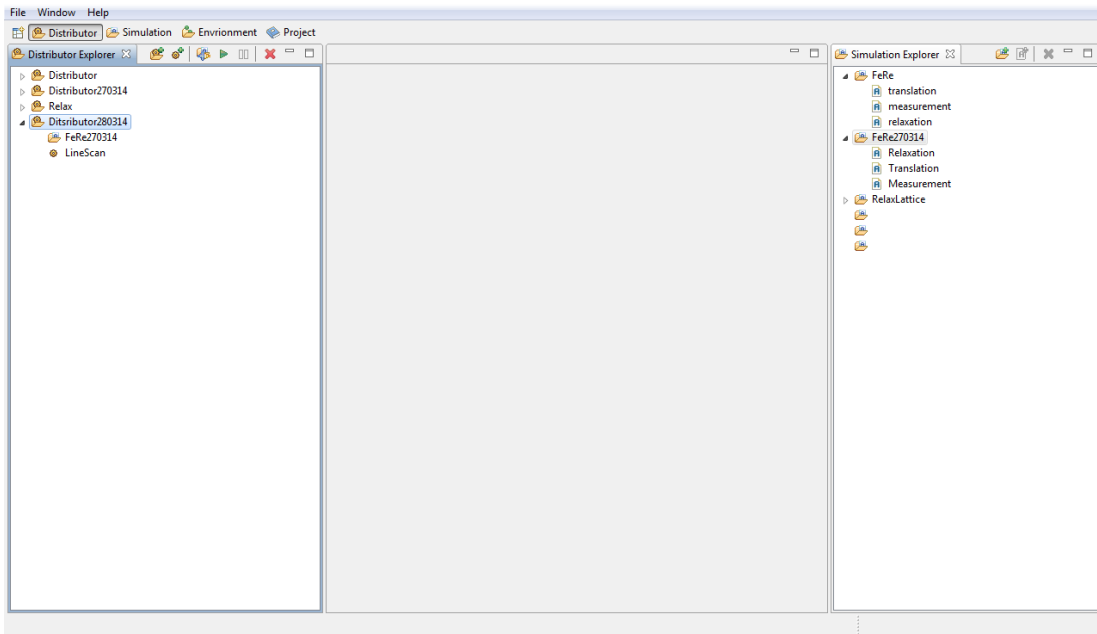 File Window Help
Distributor Simulation Envrionment Project
Distributor Explorer
Distributor
Distributor270314
Relax
Ditsributor280314
FeRe270314
LineScan
Simulation Explorer
FeRe
translation
measurement
relaxation
FeRe270314
Relaxation
Translation
Measurement
RelaxLattice